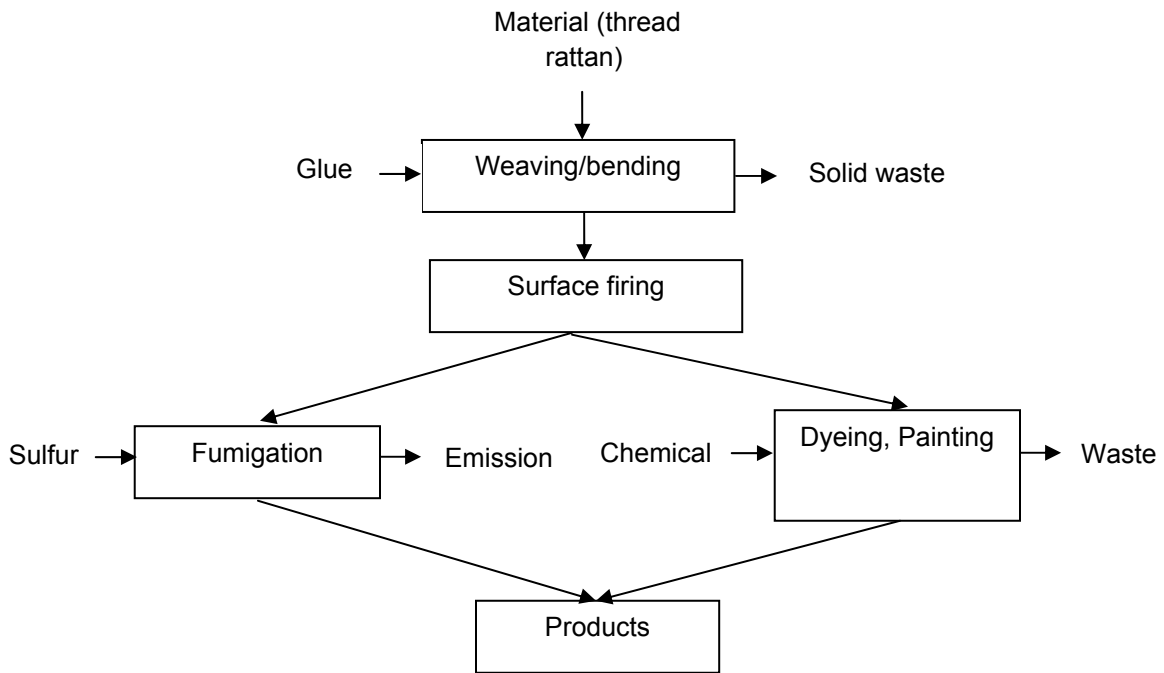 Material (thread
rattan)
Glue
Weaving/bending
Solid waste
Surface firing
Sulfur
Fumigation
Emission
Chemical
Dyeing, Painting
Waste
Products